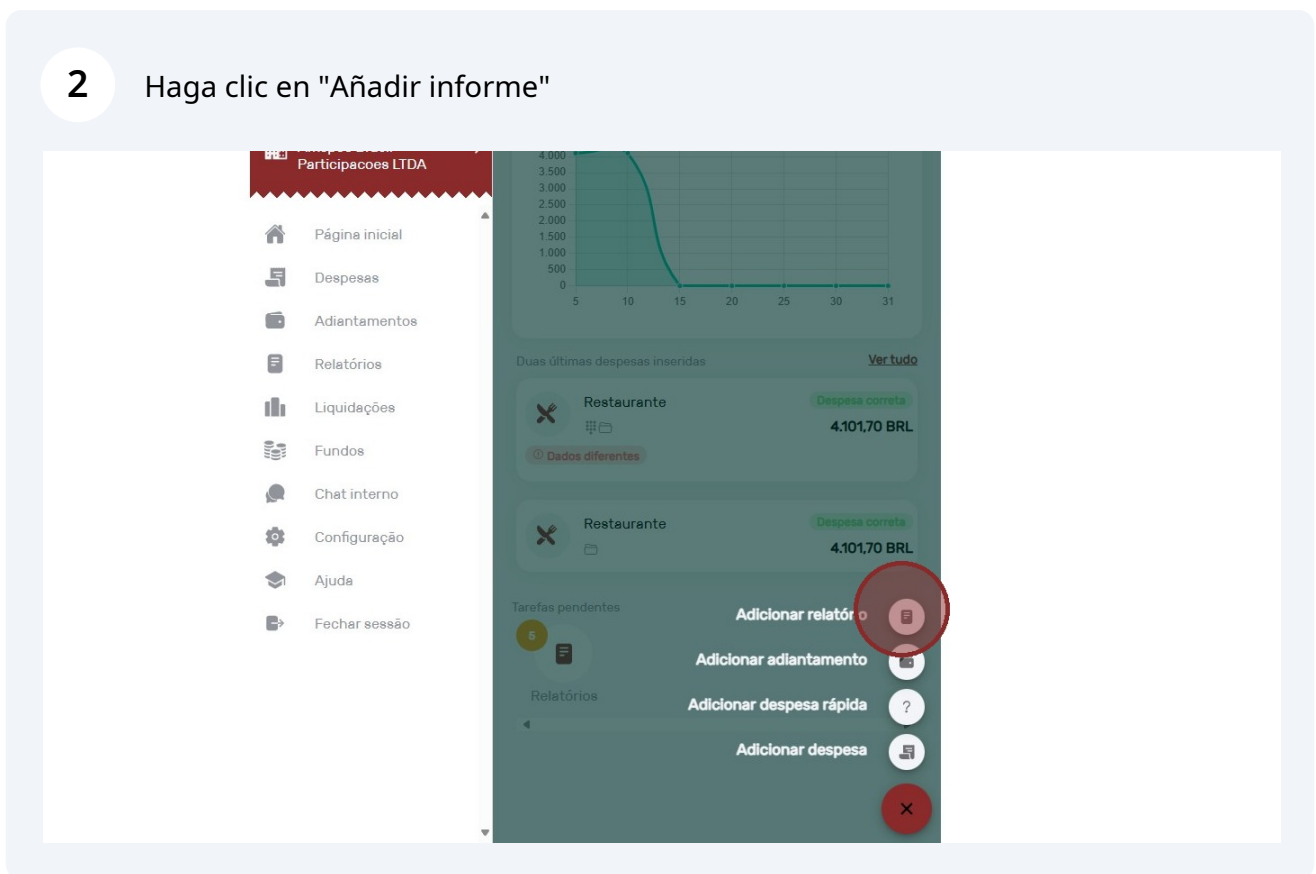 2
Haga clic en "Añadir informe"
Participacoes LTDA
Página inicial
Despesas
Adiantamentos
Relatórios
Liquidações
Fundos
Chat interno
Configuração
Ajuda
Fechar sessão
4.000
3.500
3.000
2.500
2.000
1.500
1.000
500
0
5 10 15 20 25 30 31
Duas últimas despesas inseridas Ver tudo
Restaurante Despesa correta
4.101,70 BRL
Dados diferentes
Restaurante Despesa correta
4.101,70 BRL
Tarefas pendentes
5
Relatórios
Adicionar relatório
Adicionar adiantamento
Adicionar despesa rápida ?
Adicionar despesa